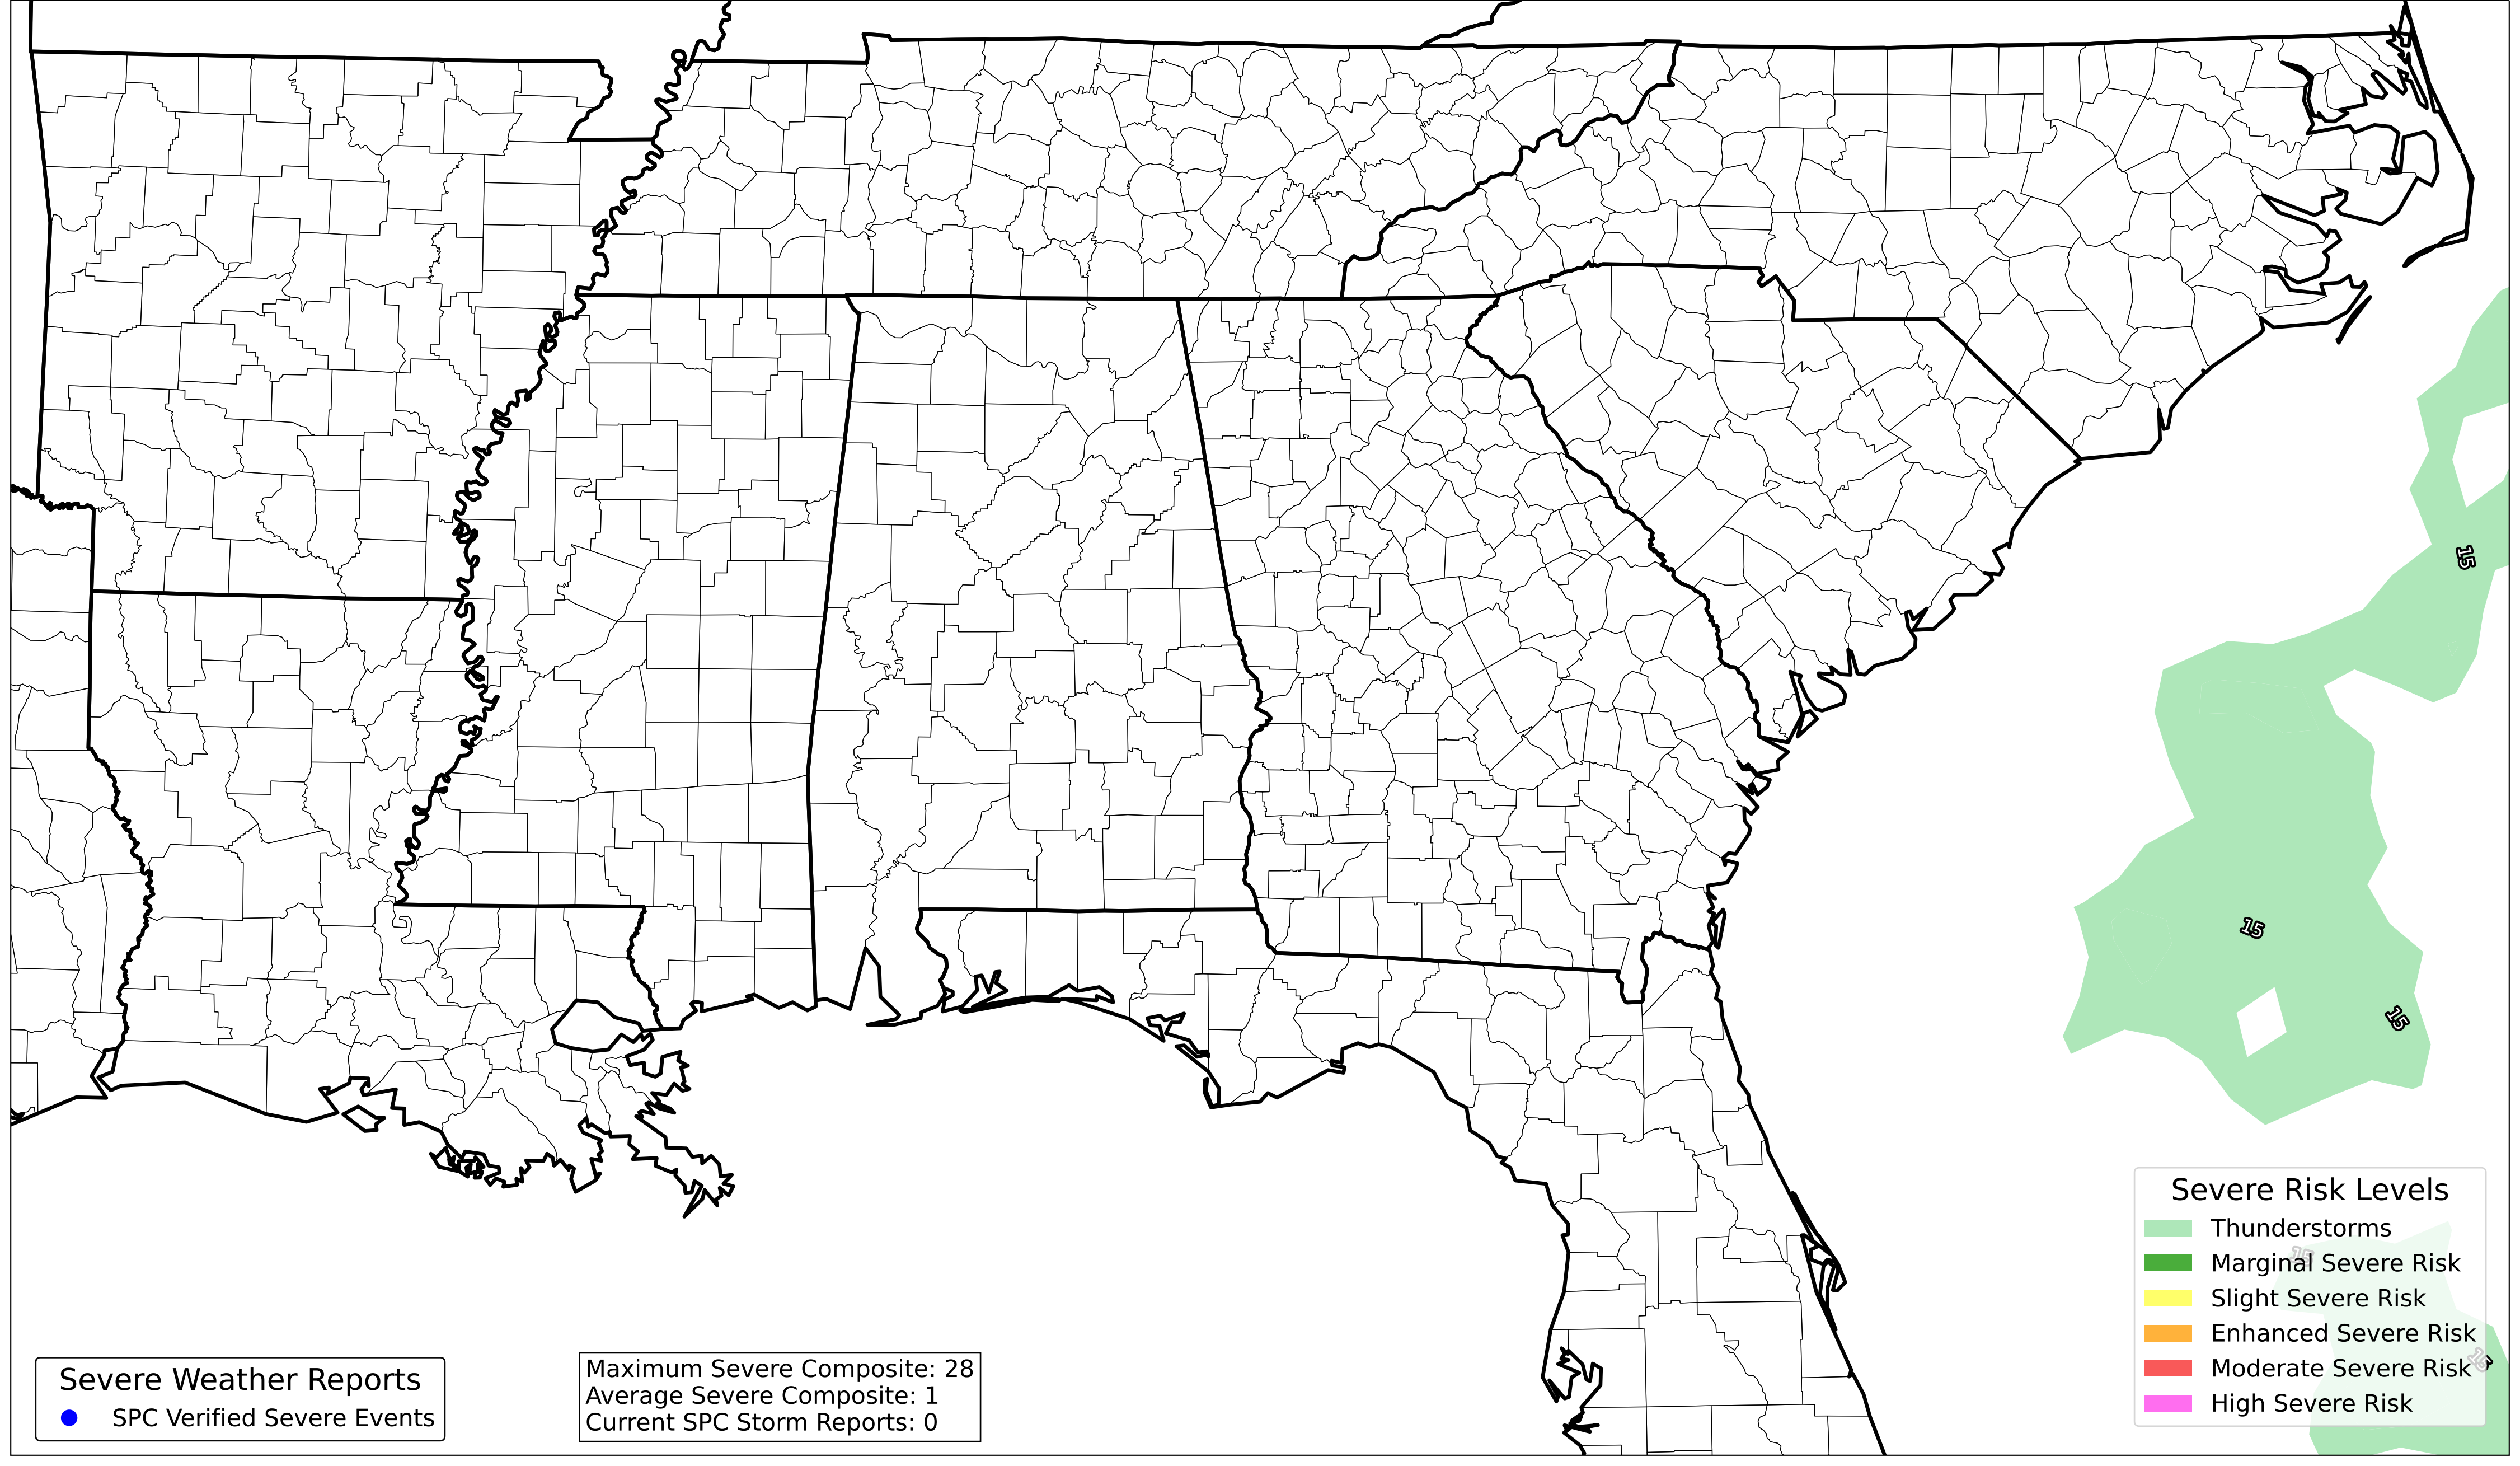 15
15
15
Severe Risk Levels
Thunderstorms
15
Marginal Severe Risk
Slight Severe Risk
Enhanced Severe Risk
15
Moderate Severe Risk
High Severe Risk
Severe Weather Reports
SPC Verified Severe Events
Maximum Severe Composite: 28
Average Severe Composite: 1
Current SPC Storm Reports: 0